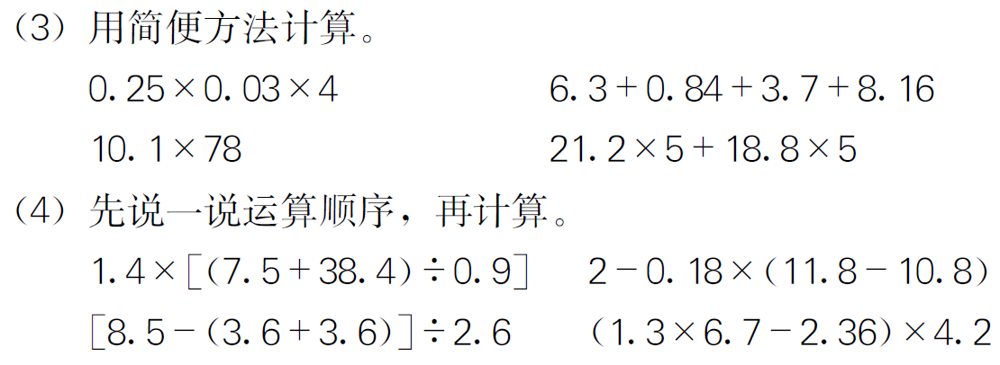 （3）用简便方法计算。
0.25×0.03×4 6.3+0.84+3.7+8.16
10.1×78 21.2×5+18.8×5
（4）先说一说运算顺序，再计算。
1.4×[(7.5+38.4)÷0.9] 2-0.18×(11.8-10.8)
[8.5-(3.6+3.6)]÷2.6 (1.3×6.7-2.36)×4.2